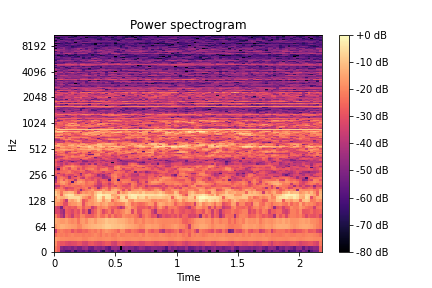 Power spectrogram
Hz
8192
4096
2048
1024
512
256
128
64
0
0 0.5 1 1.5 2
Time
+0 dB
-10 dB
-20 dB
-30 dB
-40 dB
-50 dB
-60 dB
-70 dB
-80 dB